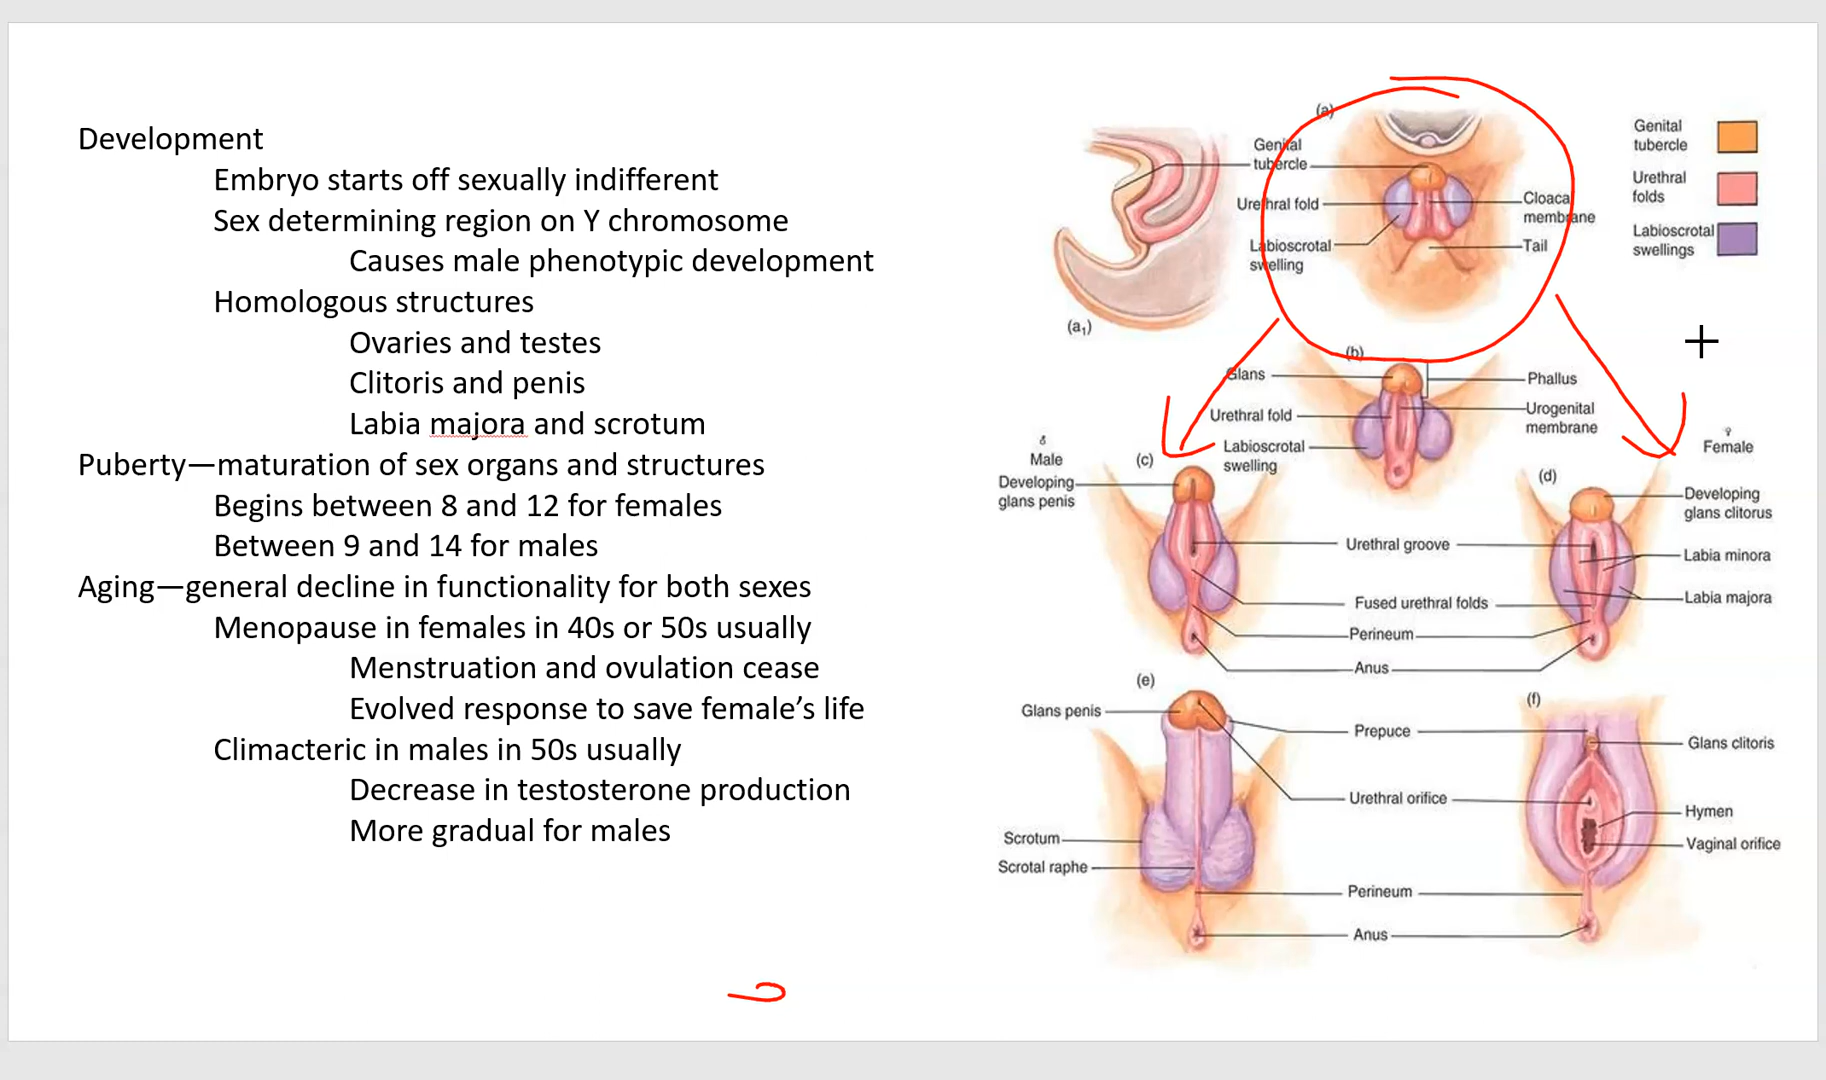 Development
Embryo starts off sexually indifferent
Sex determining region on Y chromosome
Causes male phenotypic development
Homologous structures
Ovaries and testes
Clitoris and penis
Labia majora and scrotum
Puberty—maturation of sex organs and structures
Begins between 8 and 12 for females
Between 9 and 14 for males
Aging—general decline in functionality for both sexes
Menopause in females in 40s or 50s usually
Menstruation and ovulation cease
Evolved response to save female’s life
Climacteric in males in 50s usually
Decrease in testosterone production
More gradual for males
(a)
Genital
tubercle
Urethral fold
Labioscrotal
swelling
Cloaca
membrane
Tail
(a₁)
Genital
tubercle
Urethral
folds
Labioscrotal
swellings
(b)
Glans
Urethral fold
Labioscrotal
swelling
Phallus
Urogenital
membrane
♂
Male
(c)
Developing
glans penis
♀
Female
(d)
Developing
glans clitorus
Urethral groove
Labia minora
Fused urethral folds
Labia majora
Perineum
Anus
(e)
Glans penis
(f)
Prepuce
Glans clitoris
Urethral orifice
Hymen
Scrotum
Vaginal orifice
Scrotal raphe
Perineum
Anus